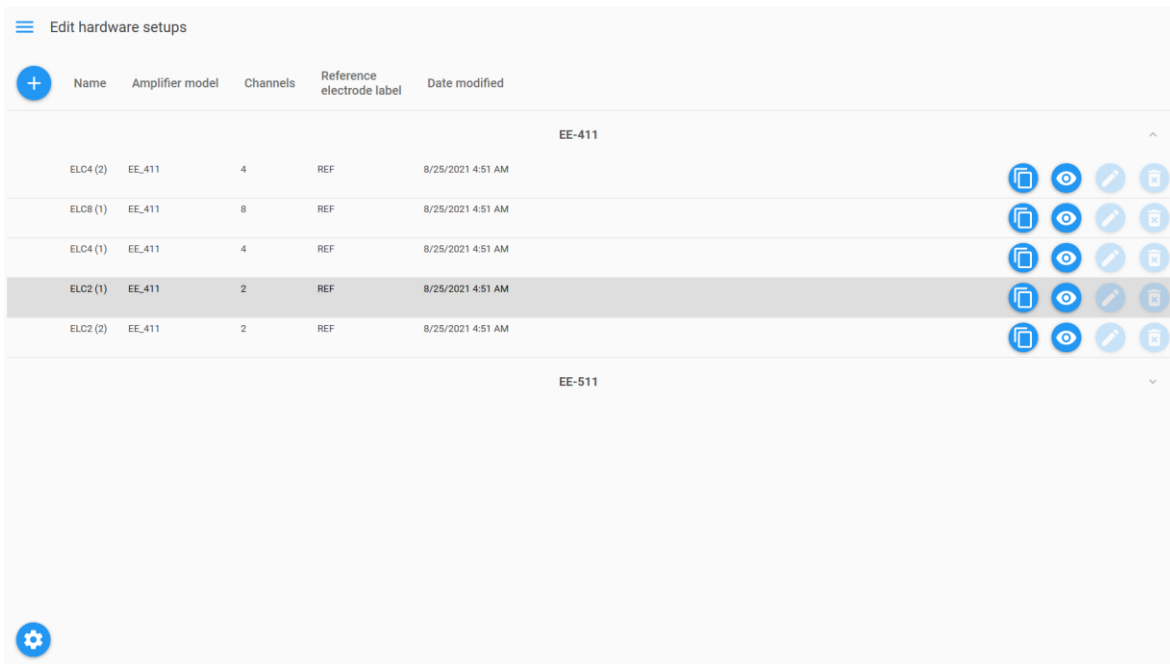 Edit hardware setups
Name Amplifier model Channels Reference electrode label Date modified
EE-411
ELC4 (2) EE_411 4 REF 8/25/2021 4:51 AM
ELC8 (1) EE_411 8 REF 8/25/2021 4:51 AM
ELC4 (1) EE_411 4 REF 8/25/2021 4:51 AM
ELC2 (1) EE_411 2 REF 8/25/2021 4:51 AM
ELC2 (2) EE_411 2 REF 8/25/2021 4:51 AM
EE-511